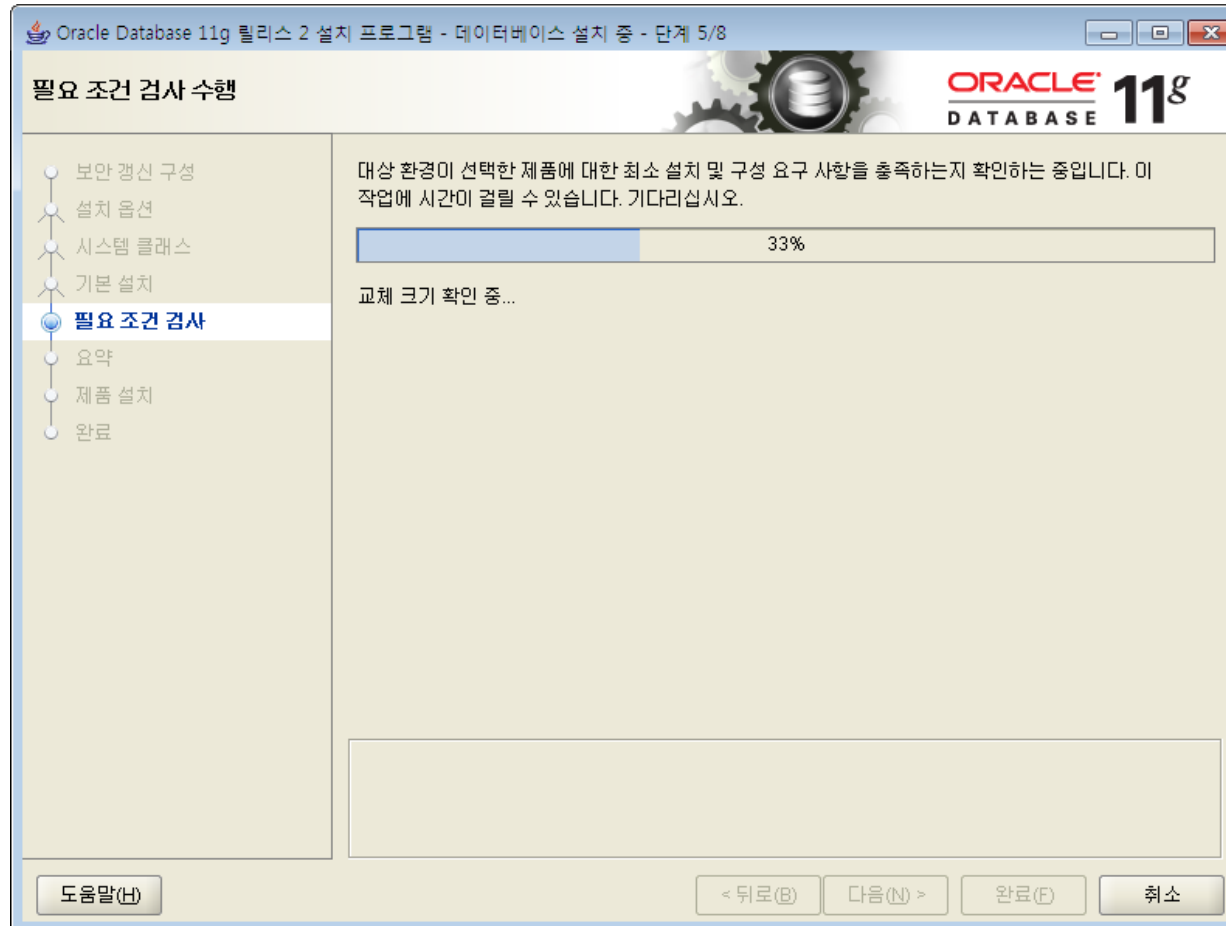 Oracle Database 11g 릴리스 2 설치 프로그램 - 데이터베이스 설치 중 - 단계 5/8
필요 조건 검사 수행
ORACLE
DATABASE
11g
보안 갱신 구성
설치 옵션
시스템 클래스
기본 설치
필요 조건 검사
요약
제품 설치
완료
대상 환경이 선택한 제품에 대한 최소 설치 및 구성 요구 사항을 충족하는지 확인하는 중입니다. 이
작업에 시간이 걸릴 수 있습니다. 기다리십시오.
33%
교체 크기 확인 중...
도움말(H)
< 뒤로(B)
다음(N) >
완료(F)
취소